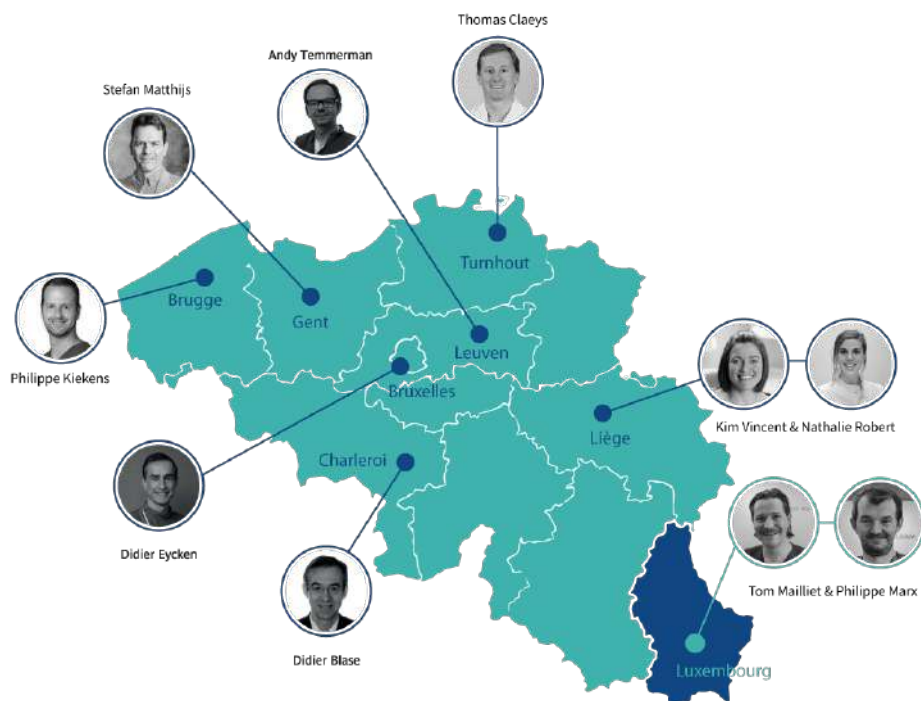 Thomas Claeys
Andy Temmerman
Stefan Matthijs
Turnhout
Brugge
Gent
Leuven
Philippe Kiekens
Bruxelles
Kim Vincent & Nathalie Robert
Liège
Charleroi
Didier Eycken
Tom Mailliet & Philippe Marx
Didier Blase
Luxembourg